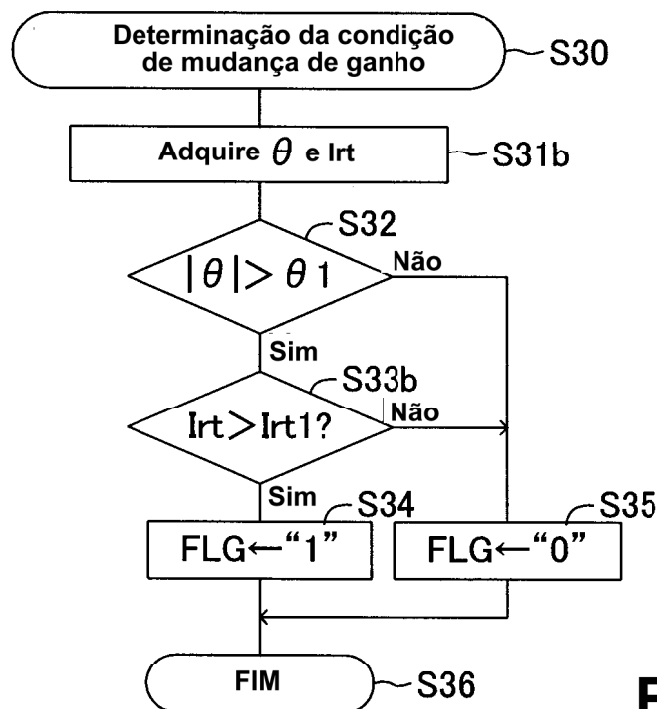 Determinação da condição
de mudança de ganho
S30
Adquire θ e Irt
S31b
S32
|θ|> θ1
Não
Sim
S33b
Irt>Irt1?
Não
Sim
S34
FLG←“1”
S35
FLG←“0”
FIM
S36